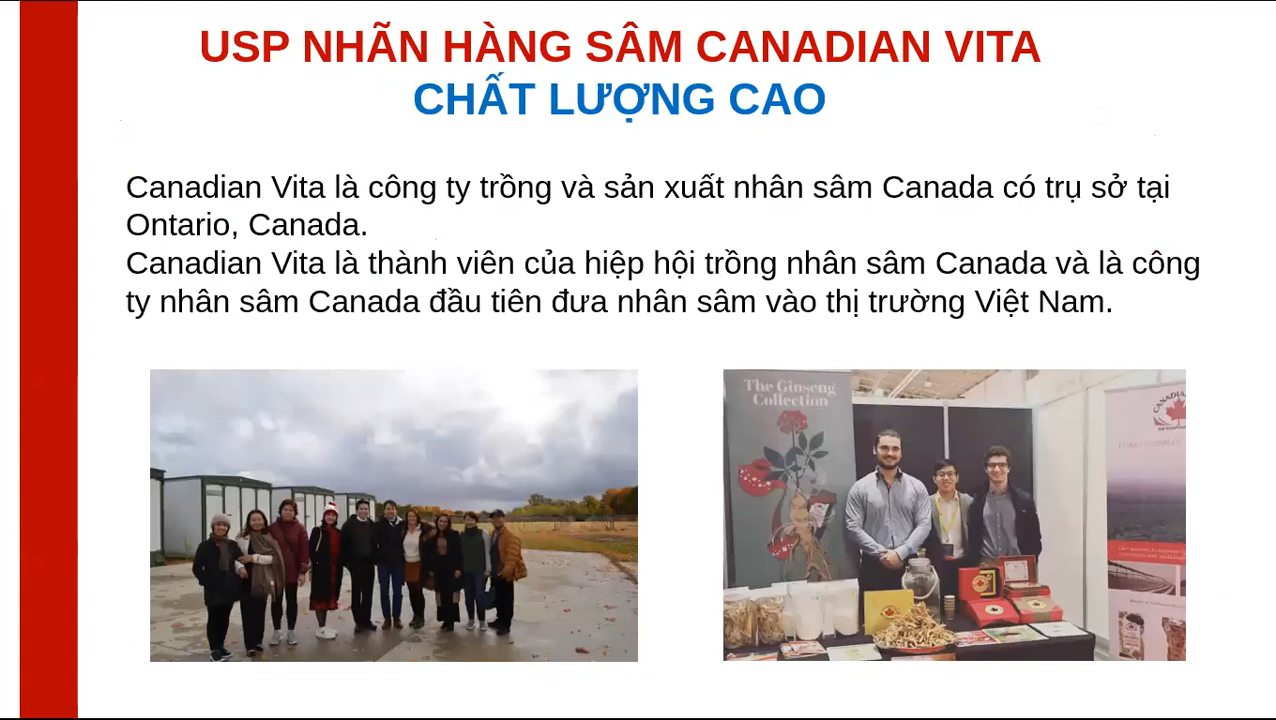 USP NHÃN HÀNG SÂM CANADIAN VITA
CHẤT LƯỢNG CAO
Canadian Vita là công ty trồng và sản xuất nhân sâm Canada có trụ sở tại
Ontario, Canada.
Canadian Vita là thành viên của hiệp hội trồng nhân sâm Canada và là công
ty nhân sâm Canada đầu tiên đưa nhân sâm vào thị trường Việt Nam.
The Ginseng
Collection